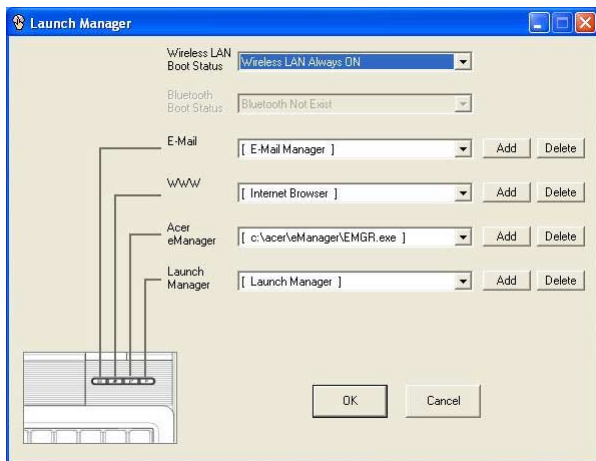 Launch Manager
Wireless LAN
Boot Status
Wireless LAN Always ON
Bluetooth
Boot Status
Bluetooth Not Exist
E-Mail
[ E-Mail Manager ]
Add
Delete
WWW
[ Internet Browser ]
Add
Delete
Acer
eManager
[ c:\acer\eManager\EMGR.exe ]
Add
Delete
Launch
Manager
[ Launch Manager ]
Add
Delete
OK
Cancel